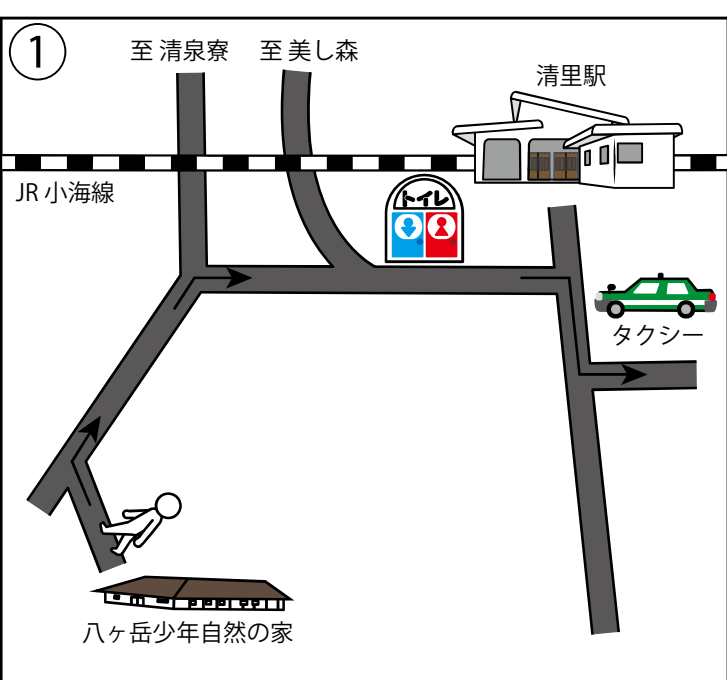 ①
至 清泉寮
至 美し森
清里駅
JR 小海線
トイレ
タクシー
八ヶ岳少年自然の家